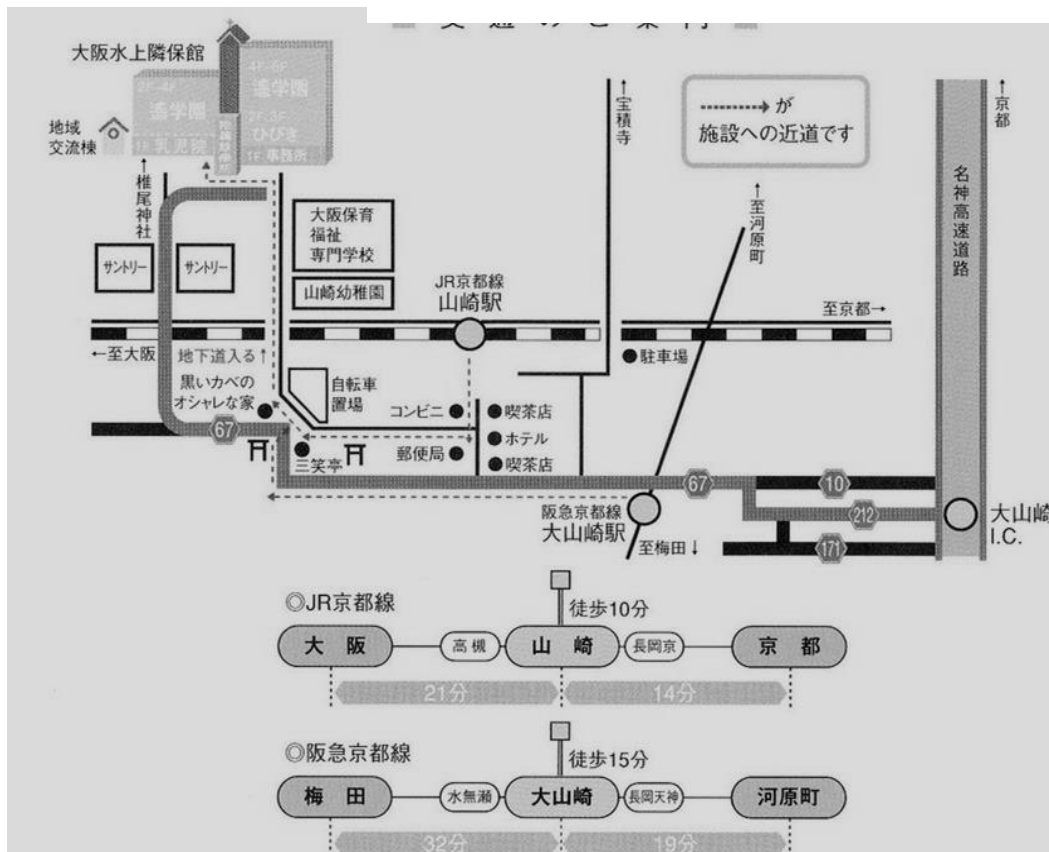 交通のご案内
大阪水上隣保館
4F-5F
遙学園
2F-4F
遙学園
2F・3F
ひびき
1F 乳児院
1F 事務所
地域
交流棟
↑椎尾神社
↑宝積寺
‥‥‥→が
施設への近道です
↑京都
名神高速道路
↑至河原町
サントリー
サントリー
大阪保育
福祉
専門学校
山崎幼稚園
JR京都線
山崎駅
至京都→
←至大阪
地下道入る↑
駐車場
黒いカベの
オシャレな家
自転車
置場
コンビニ
喫茶店
ホテル
喫茶店
郵便局
三笑亭
67
67
10
212
171
阪急京都線
大山崎駅
至梅田↓
大山崎
I.C.
◎JR京都線
徒歩10分
大阪
高槻
山崎
長岡京
京都
21分
14分
◎阪急京都線
徒歩15分
梅田
水無瀬
大山崎
長岡天神
河原町
32分
19分